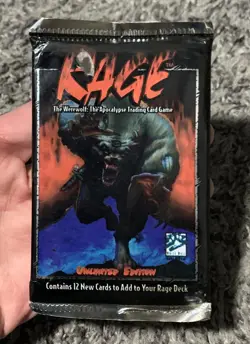 RAGE
The Werewolf: The Apocalypse Trading Card Game
Unlimited Edition
Contains 12 New Cards to Add to Your Rage Deck